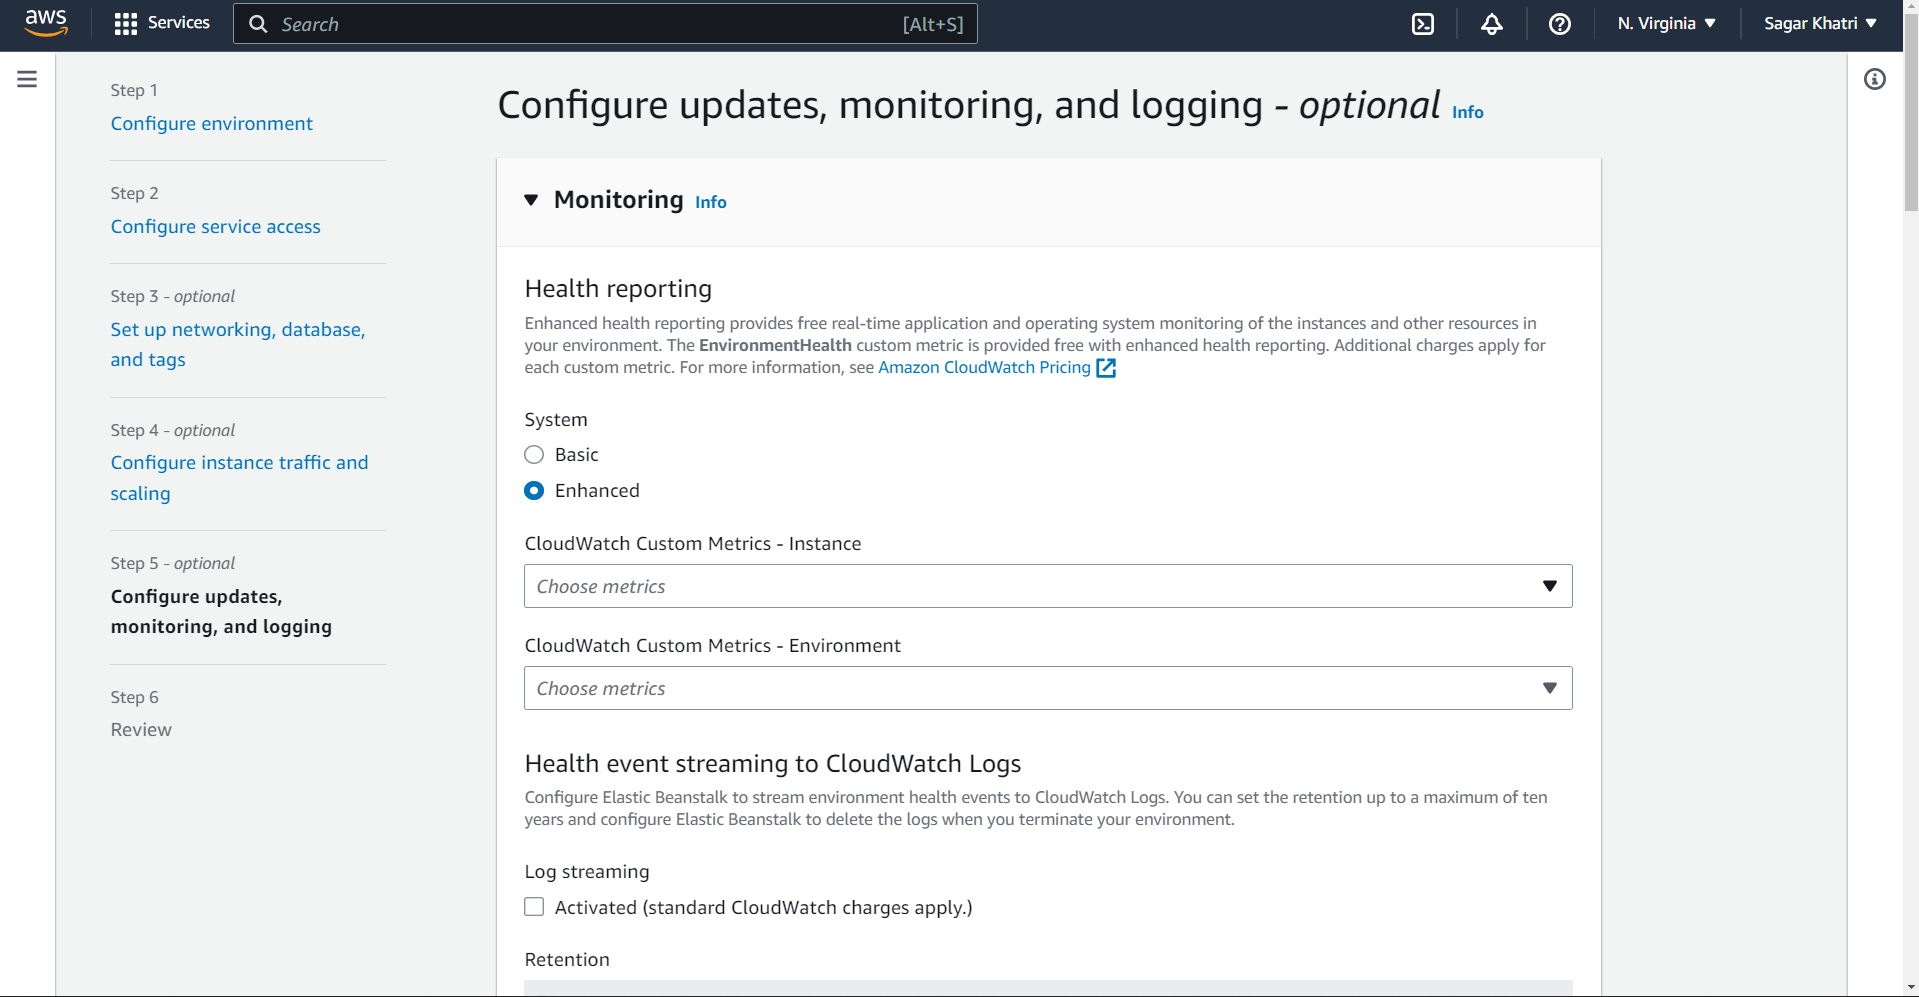 aws
Services
Search
[Alt+S]
N. Virginia
Sagar Khatri
Step 1
Configure environment
Step 2
Configure service access
Step 3 - optional
Set up networking, database,
and tags
Step 4 - optional
Configure instance traffic and
scaling
Step 5 - optional
Configure updates,
monitoring, and logging
Step 6
Review
Configure updates, monitoring, and logging - optional Info
Monitoring Info
Health reporting
Enhanced health reporting provides free real-time application and operating system monitoring of the instances and other resources in
your environment. The EnvironmentHealth custom metric is provided free with enhanced health reporting. Additional charges apply for
each custom metric. For more information, see Amazon CloudWatch Pricing
System
Basic
Enhanced
CloudWatch Custom Metrics - Instance
Choose metrics
CloudWatch Custom Metrics - Environment
Choose metrics
Health event streaming to CloudWatch Logs
Configure Elastic Beanstalk to stream environment health events to CloudWatch Logs. You can set the retention up to a maximum of ten
years and configure Elastic Beanstalk to delete the logs when you terminate your environment.
Log streaming
Activated (standard CloudWatch charges apply.)
Retention